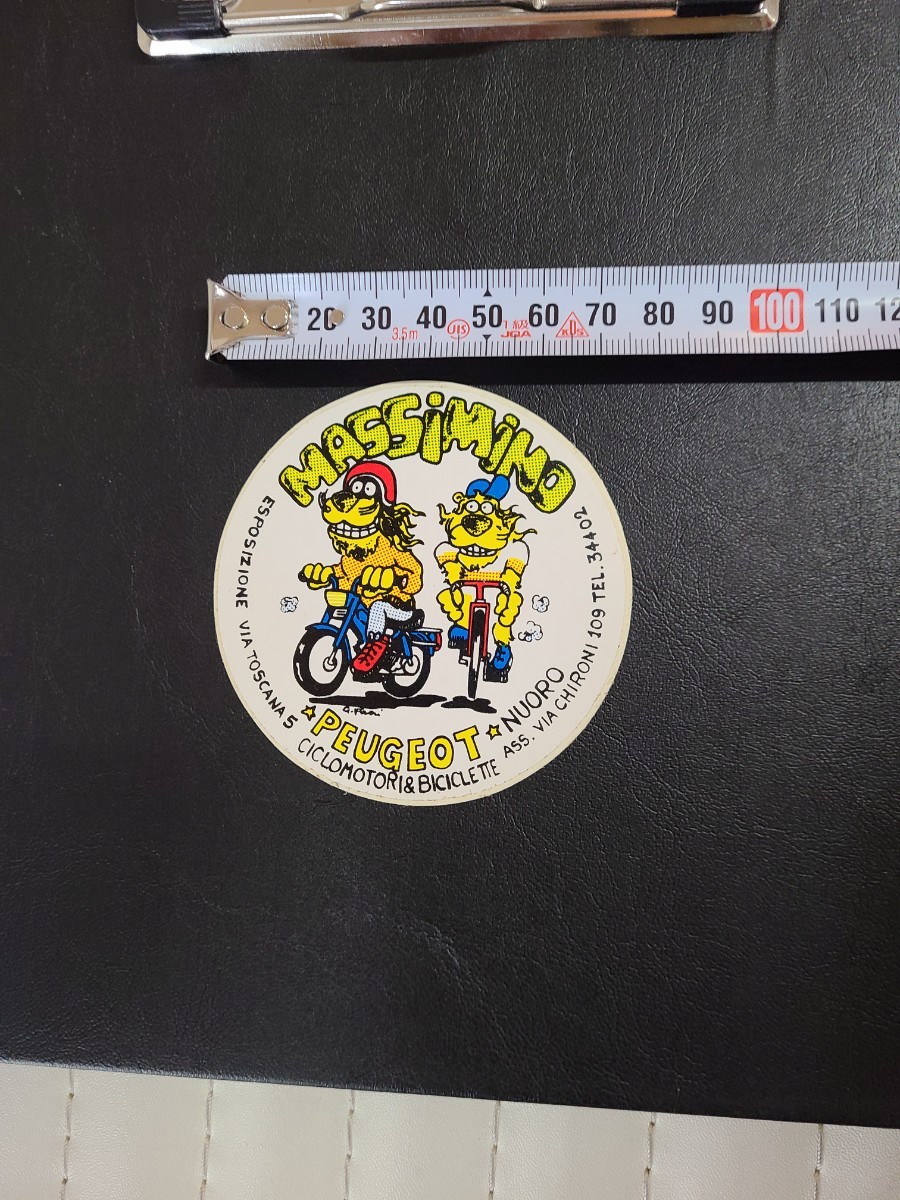 20 30 40 50 60 70 80 90 100 110 12
3.5m JIS 1級 JQA KDS
MASSiMiNO
ESPOSIZIONE VIA TOSCANA 5
PEUGEOT
NUORO
CICLOMOTORI & BICICLETTE
ASS. VIA CHIRONI 109 TEL. 34402